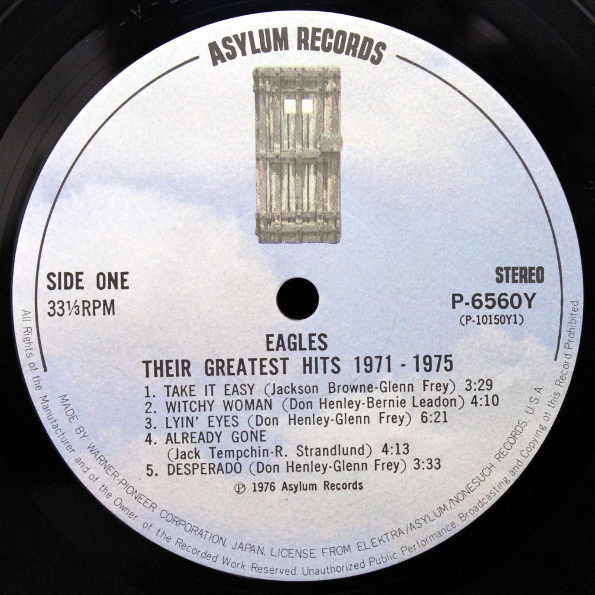 ASYLUM RECORDS
SIDE ONE
33⅓RPM
STEREO
P-6560Y
(P-10150Y1)
EAGLES
THEIR GREATEST HITS 1971 - 1975
1. TAKE IT EASY (Jackson Browne-Glenn Frey) 3:29
2. WITCHY WOMAN (Don Henley-Bernie Leadon) 4:10
3. LYIN' EYES (Don Henley-Glenn Frey) 6:21
4. ALREADY GONE
(Jack Tempchin-R. Strandlund) 4:13
5. DESPERADO (Don Henley-Glenn Frey) 3:33
Ⓟ 1976 Asylum Records
MADE BY WARNER-PIONEER CORPORATION, JAPAN, LICENSE FROM ELEKTRA/ASYLUM/NONESUCH RECORDS, U.S.A.
All Rights of the Manufacturer and of the Owner of the Recorded Work Reserved. Unauthorized Public Performance, Broadcasting and Copying of this Record Prohibited.